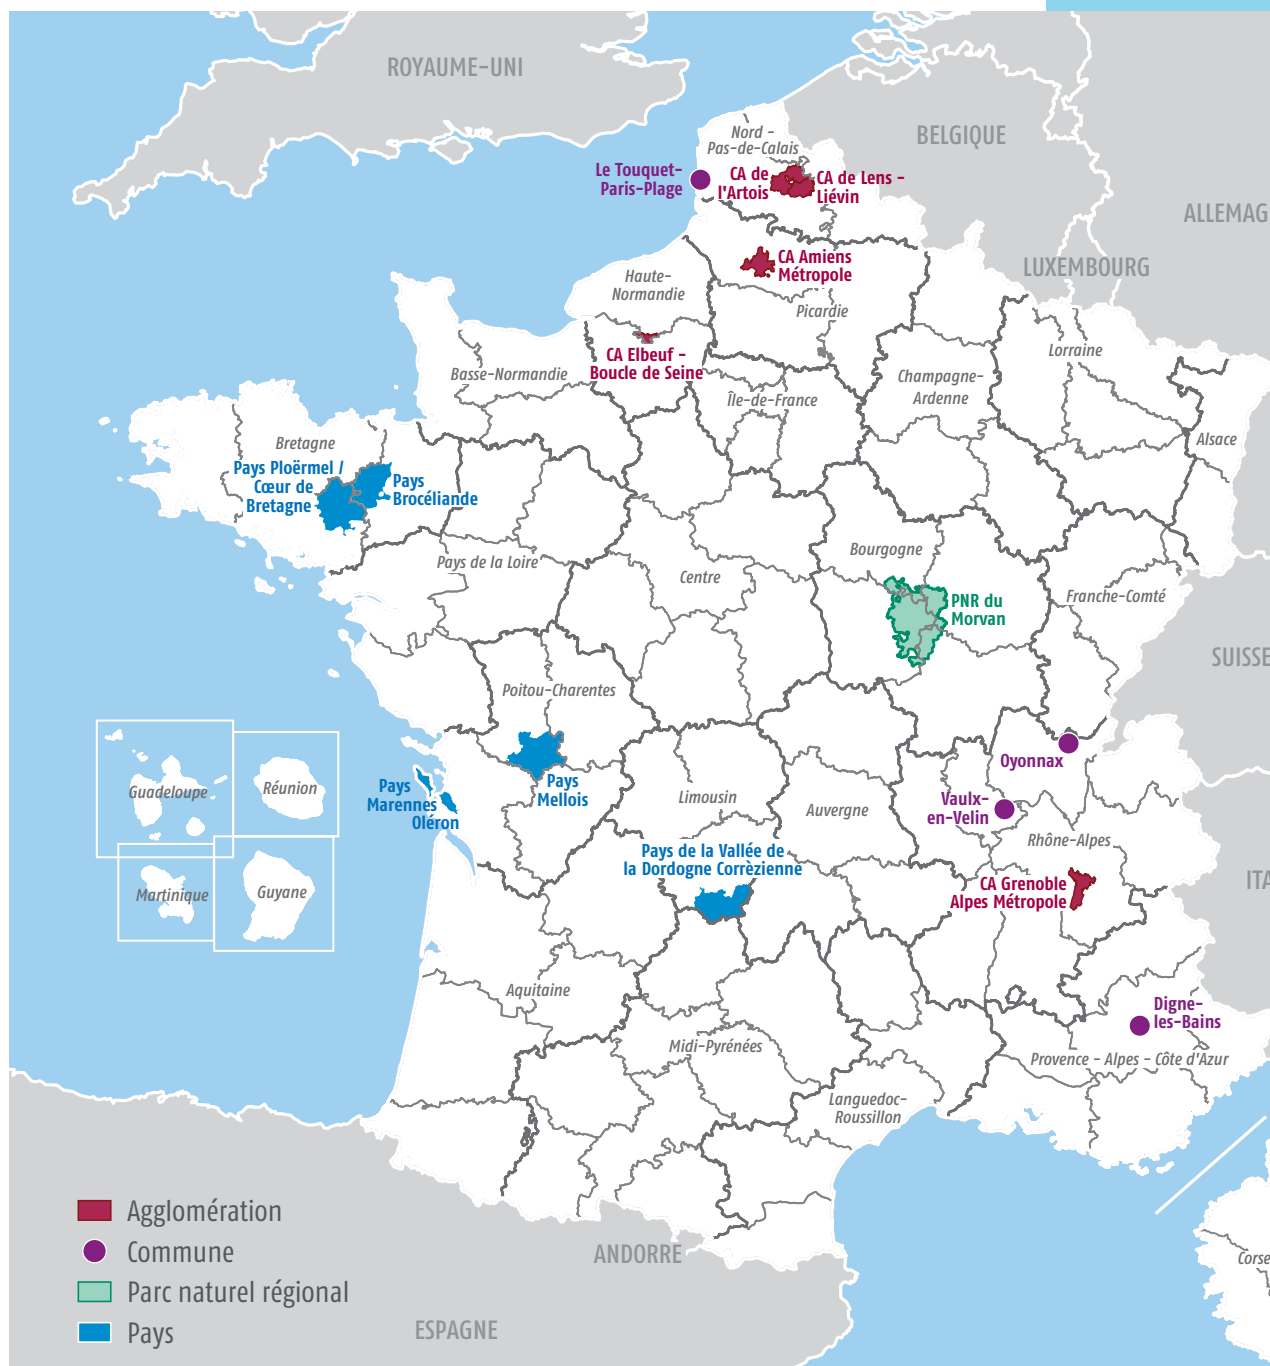 ROYAUME-UNI
BELGIQUE
ALLEMAG
LUXEMBOURG
Nord -
Pas-de-Calais
Le Touquet-
Paris-Plage
CA de
l'Artois
CA de Lens -
Liévin
CA Amiens
Métropole
Haute-
Normandie
Picardie
CA Elbeuf -
Boucle de Seine
Basse-Normandie
Île-de-France
Champagne-
Ardenne
Lorraine
Alsace
Bretagne
Pays Ploërmel /
Cœur de
Bretagne
Pays
Brocéliande
Pays de la Loire
Centre
Bourgogne
Franche-Comté
PNR du
Morvan
SUISSE
Poitou-Charentes
Pays
Mellois
Pays
Marennes
Oléron
Guadeloupe
Réunion
Martinique
Guyane
Limousin
Auvergne
Oyonnax
Vaulx-
en-Velin
Rhône-Alpes
Pays de la Vallée de
la Dordogne Corrèzienne
CA Grenoble
Alpes Métropole
ITA
Aquitaine
Midi-Pyrénées
Digne-
les-Bains
Provence - Alpes - Côte d'Azur
Languedoc-
Roussillon
Agglomération
Commune
Parc naturel régional
Pays
ANDORRE
ESPAGNE
Corse